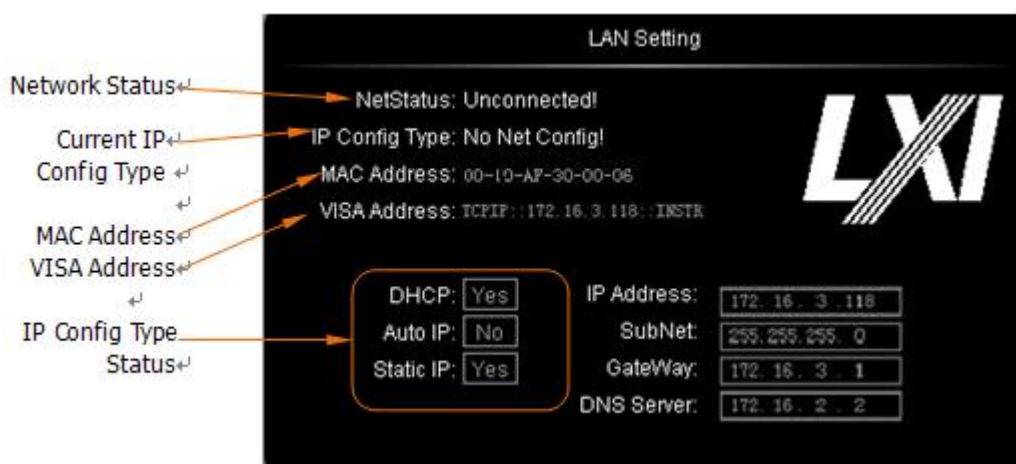 LAN Setting
Network Status
NetStatus: Unconnected!
Current IP
Config Type
IP Config Type: No Net Config!
MAC Address: 00-19-AF-30-00-06
MAC Address
VISA Address: TCPIP::172.16.3.118::INSTR
VISA Address
IP Config Type
Status
DHCP: Yes
Auto IP: No
Static IP: Yes
IP Address: 172. 16. 3 .118
SubNet: 255.255.255. 0
GateWay: 172. 16. 3 . 1
DNS Server: 172. 16. 2 . 2
LXI